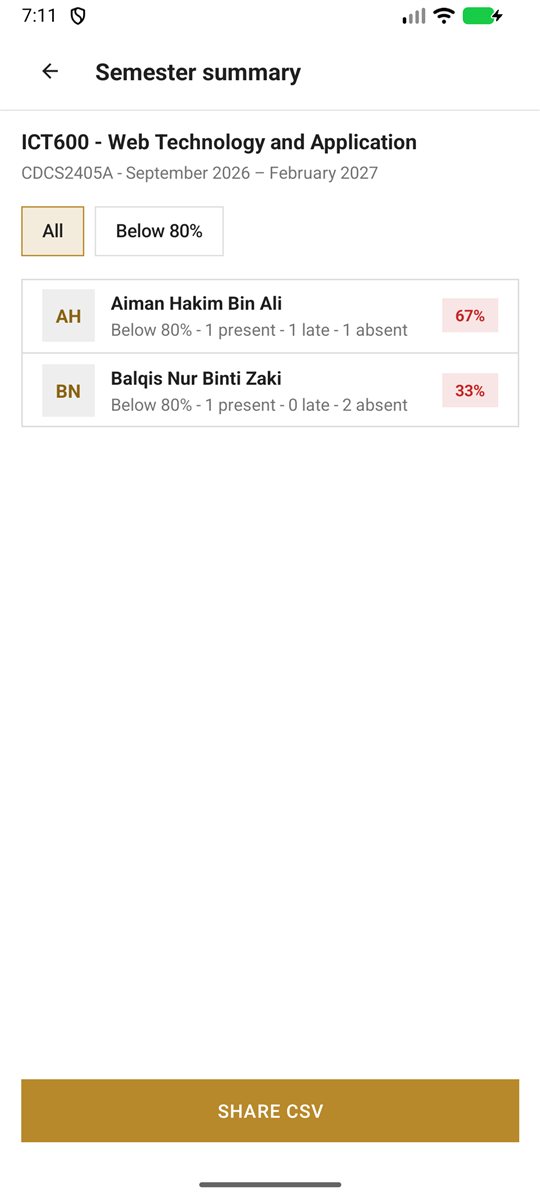 7:11
Semester summary
ICT600 - Web Technology and Application
CDCS2405A - September 2026 – February 2027
All
Below 80%
AH
Aiman Hakim Bin Ali
Below 80% - 1 present - 1 late - 1 absent
67%
BN
Balqis Nur Binti Zaki
Below 80% - 1 present - 0 late - 2 absent
33%
SHARE CSV